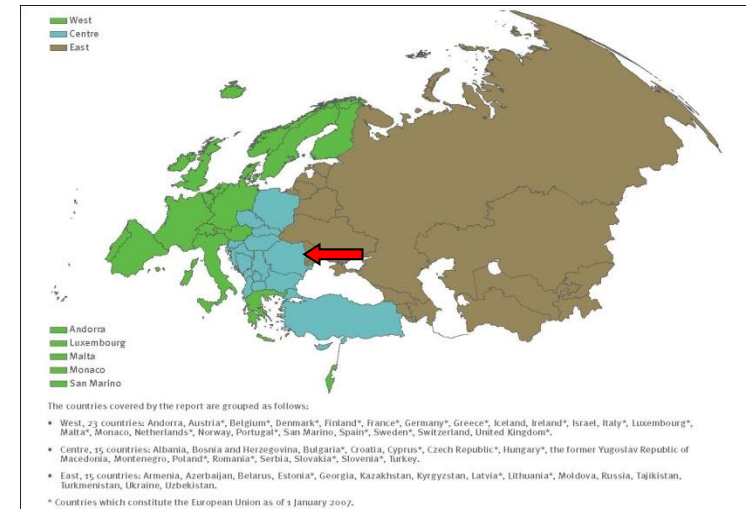 West
Centre
East
Andorra
Luxembourg
Malta
Monaco
San Marino
The countries covered by the report are grouped as follows:
• West, 23 countries: Andorra, Austria*, Belgium*, Denmark*, Finland*, France*, Germany*, Greece*, Iceland, Ireland*, Israel, Italy*, Luxembourg*,
Malta*, Monaco, Netherlands*, Norway, Portugal*, San Marino, Spain*, Sweden*, Switzerland, United Kingdom*.
• Centre, 15 countries: Albania, Bosnia and Herzegovina, Bulgaria*, Croatia, Cyprus*, Czech Republic*, Hungary*, the former Yugoslav Republic of
Macedonia, Montenegro, Poland*, Romania*, Serbia, Slovakia*, Slovenia*, Turkey.
• East, 15 countries: Armenia, Azerbaijan, Belarus, Estonia*, Georgia, Kazakhstan, Kyrgyzstan, Latvia*, Lithuania*, Moldova, Russia, Tajikistan,
Turkmenistan, Ukraine, Uzbekistan.
* Countries which constitute the European Union as of 1 January 2007.